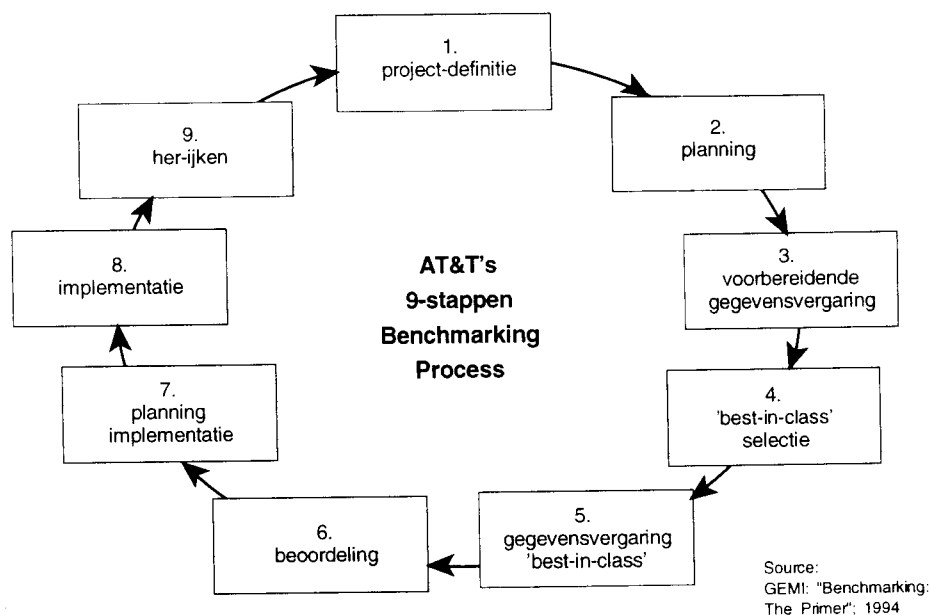 1.
project-definitie
2.
planning
3.
voorbereidende
gegevensvergaring
4.
'best-in-class'
selectie
5.
gegevensvergaring
'best-in-class'
6.
beoordeling
7.
planning
implementatie
8.
implementatie
9.
her-ijken
AT&T's
9-stappen
Benchmarking
Process
Source:
GEMI: "Benchmarking:
The Primer"; 1994